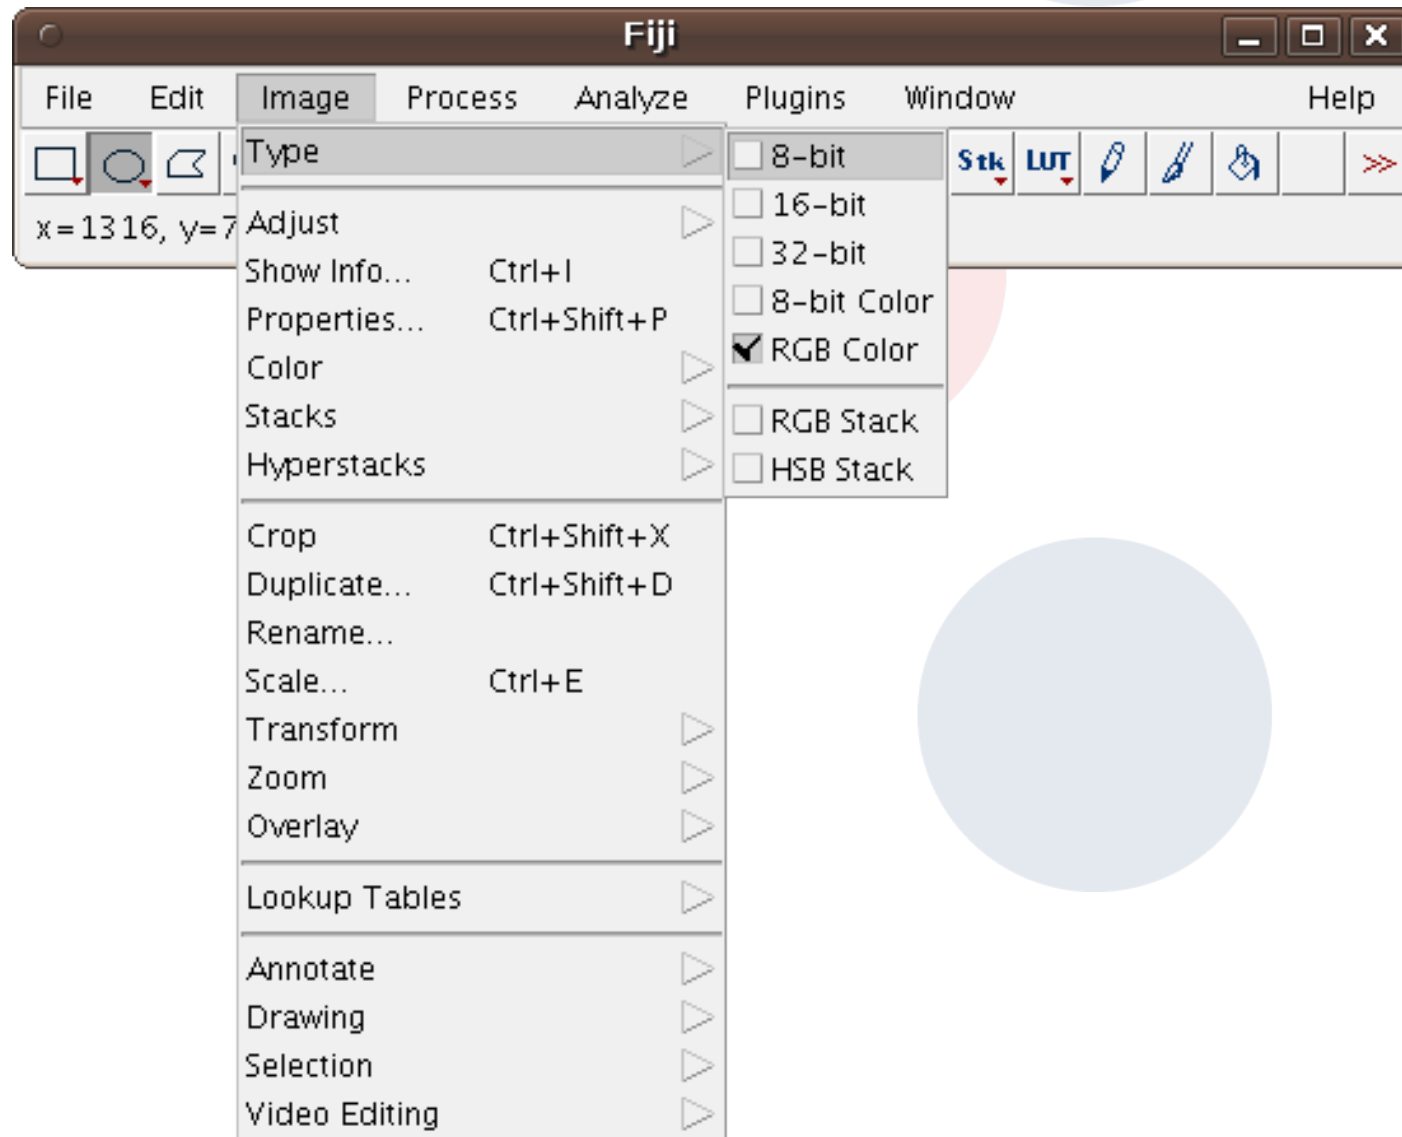 Fiji
File Edit Image Process Analyze Plugins Window Help
Stk LUT >>
x=1316, y=7
Type
Adjust
Show Info... Ctrl+I
Properties... Ctrl+Shift+P
Color
Stacks
Hyperstacks
Crop Ctrl+Shift+X
Duplicate... Ctrl+Shift+D
Rename...
Scale... Ctrl+E
Transform
Zoom
Overlay
Lookup Tables
Annotate
Drawing
Selection
Video Editing
8-bit
16-bit
32-bit
8-bit Color
RGB Color
RGB Stack
HSB Stack